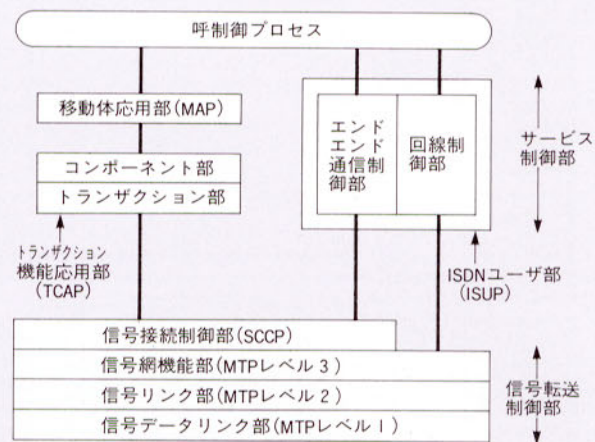 呼制御プロセス
移動体応用部(MAP)
コンポーネント部
トランザクション部
トランザクション
機能応用部
(TCAP)
エンド
エンド
通信制
御部
回線制
御部
サービス
制御部
ISDNユーザ部
(ISUP)
信号接続制御部(SCCP)
信号網機能部(MTPレベル3)
信号リンク部(MTPレベル2)
信号データリンク部(MTPレベル1)
信号転送
制御部